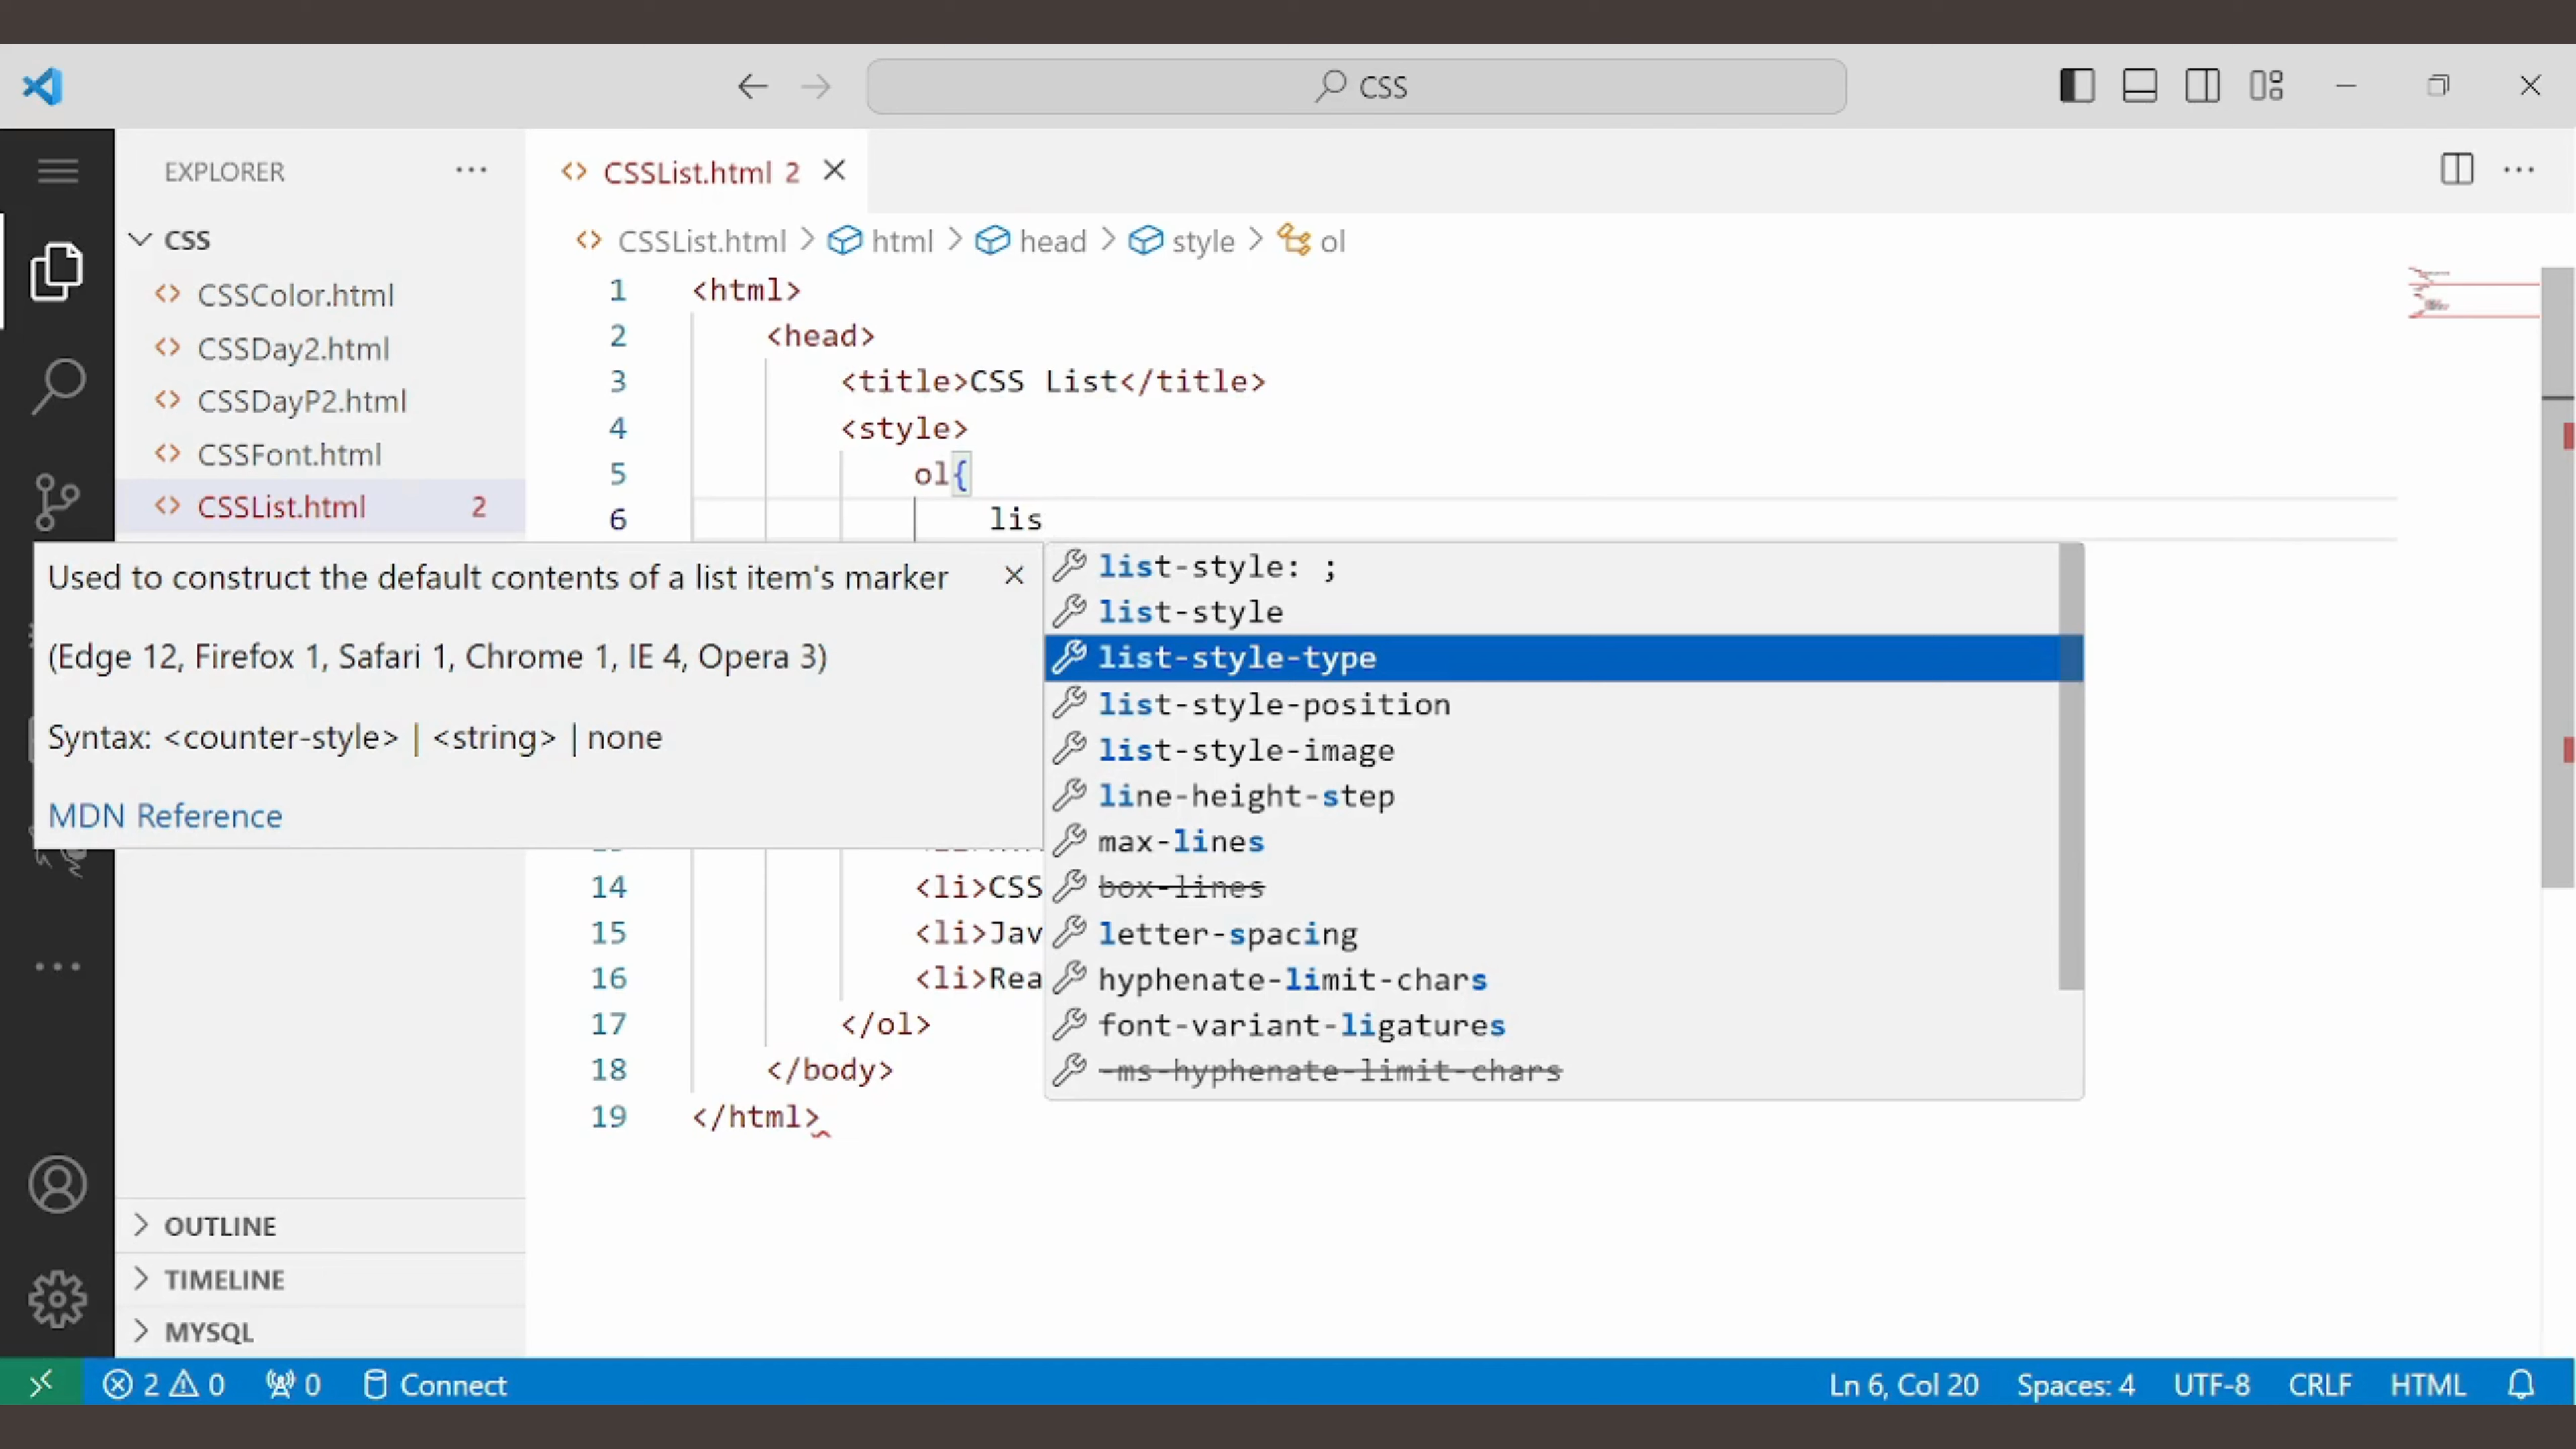 CSS
EXPLORER
CSS
CSSColor.html
CSSDay2.html
CSSDayP2.html
CSSFont.html
CSSList.html 2
CSSList.html 2
CSSList.html > html > head > style > ol
1 <html>
2 <head>
3 <title>CSS List</title>
4 <style>
5 ol{
6 lis
Used to construct the default contents of a list item's marker
(Edge 12, Firefox 1, Safari 1, Chrome 1, IE 4, Opera 3)
Syntax: <counter-style> | <string> | none
MDN Reference
list-style: ;
list-style
list-style-type
list-style-position
list-style-image
line-height-step
max-lines
box-lines
letter-spacing
hyphenate-limit-chars
font-variant-ligatures
-ms-hyphenate-limit-chars
14 <li>CSS
15 <li>Jav
16 <li>Rea
17 </ol>
18 </body>
19 </html>
OUTLINE
TIMELINE
MYSQL
2 0 0 Connect
Ln 6, Col 20 Spaces: 4 UTF-8 CRLF HTML